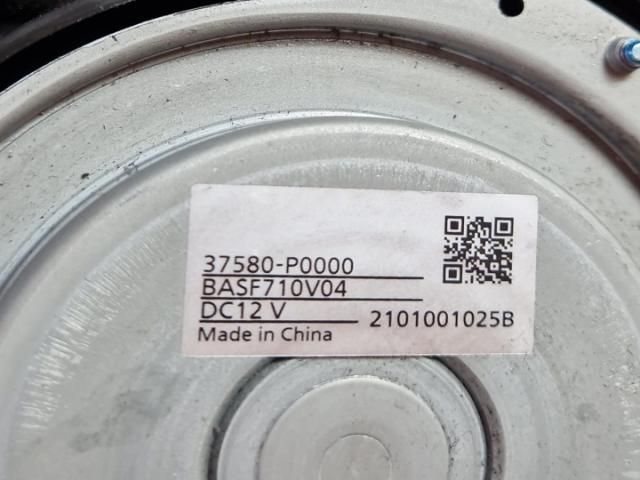 37580-P0000
BASF710V04
DC12 V
2101001025B
Made in China